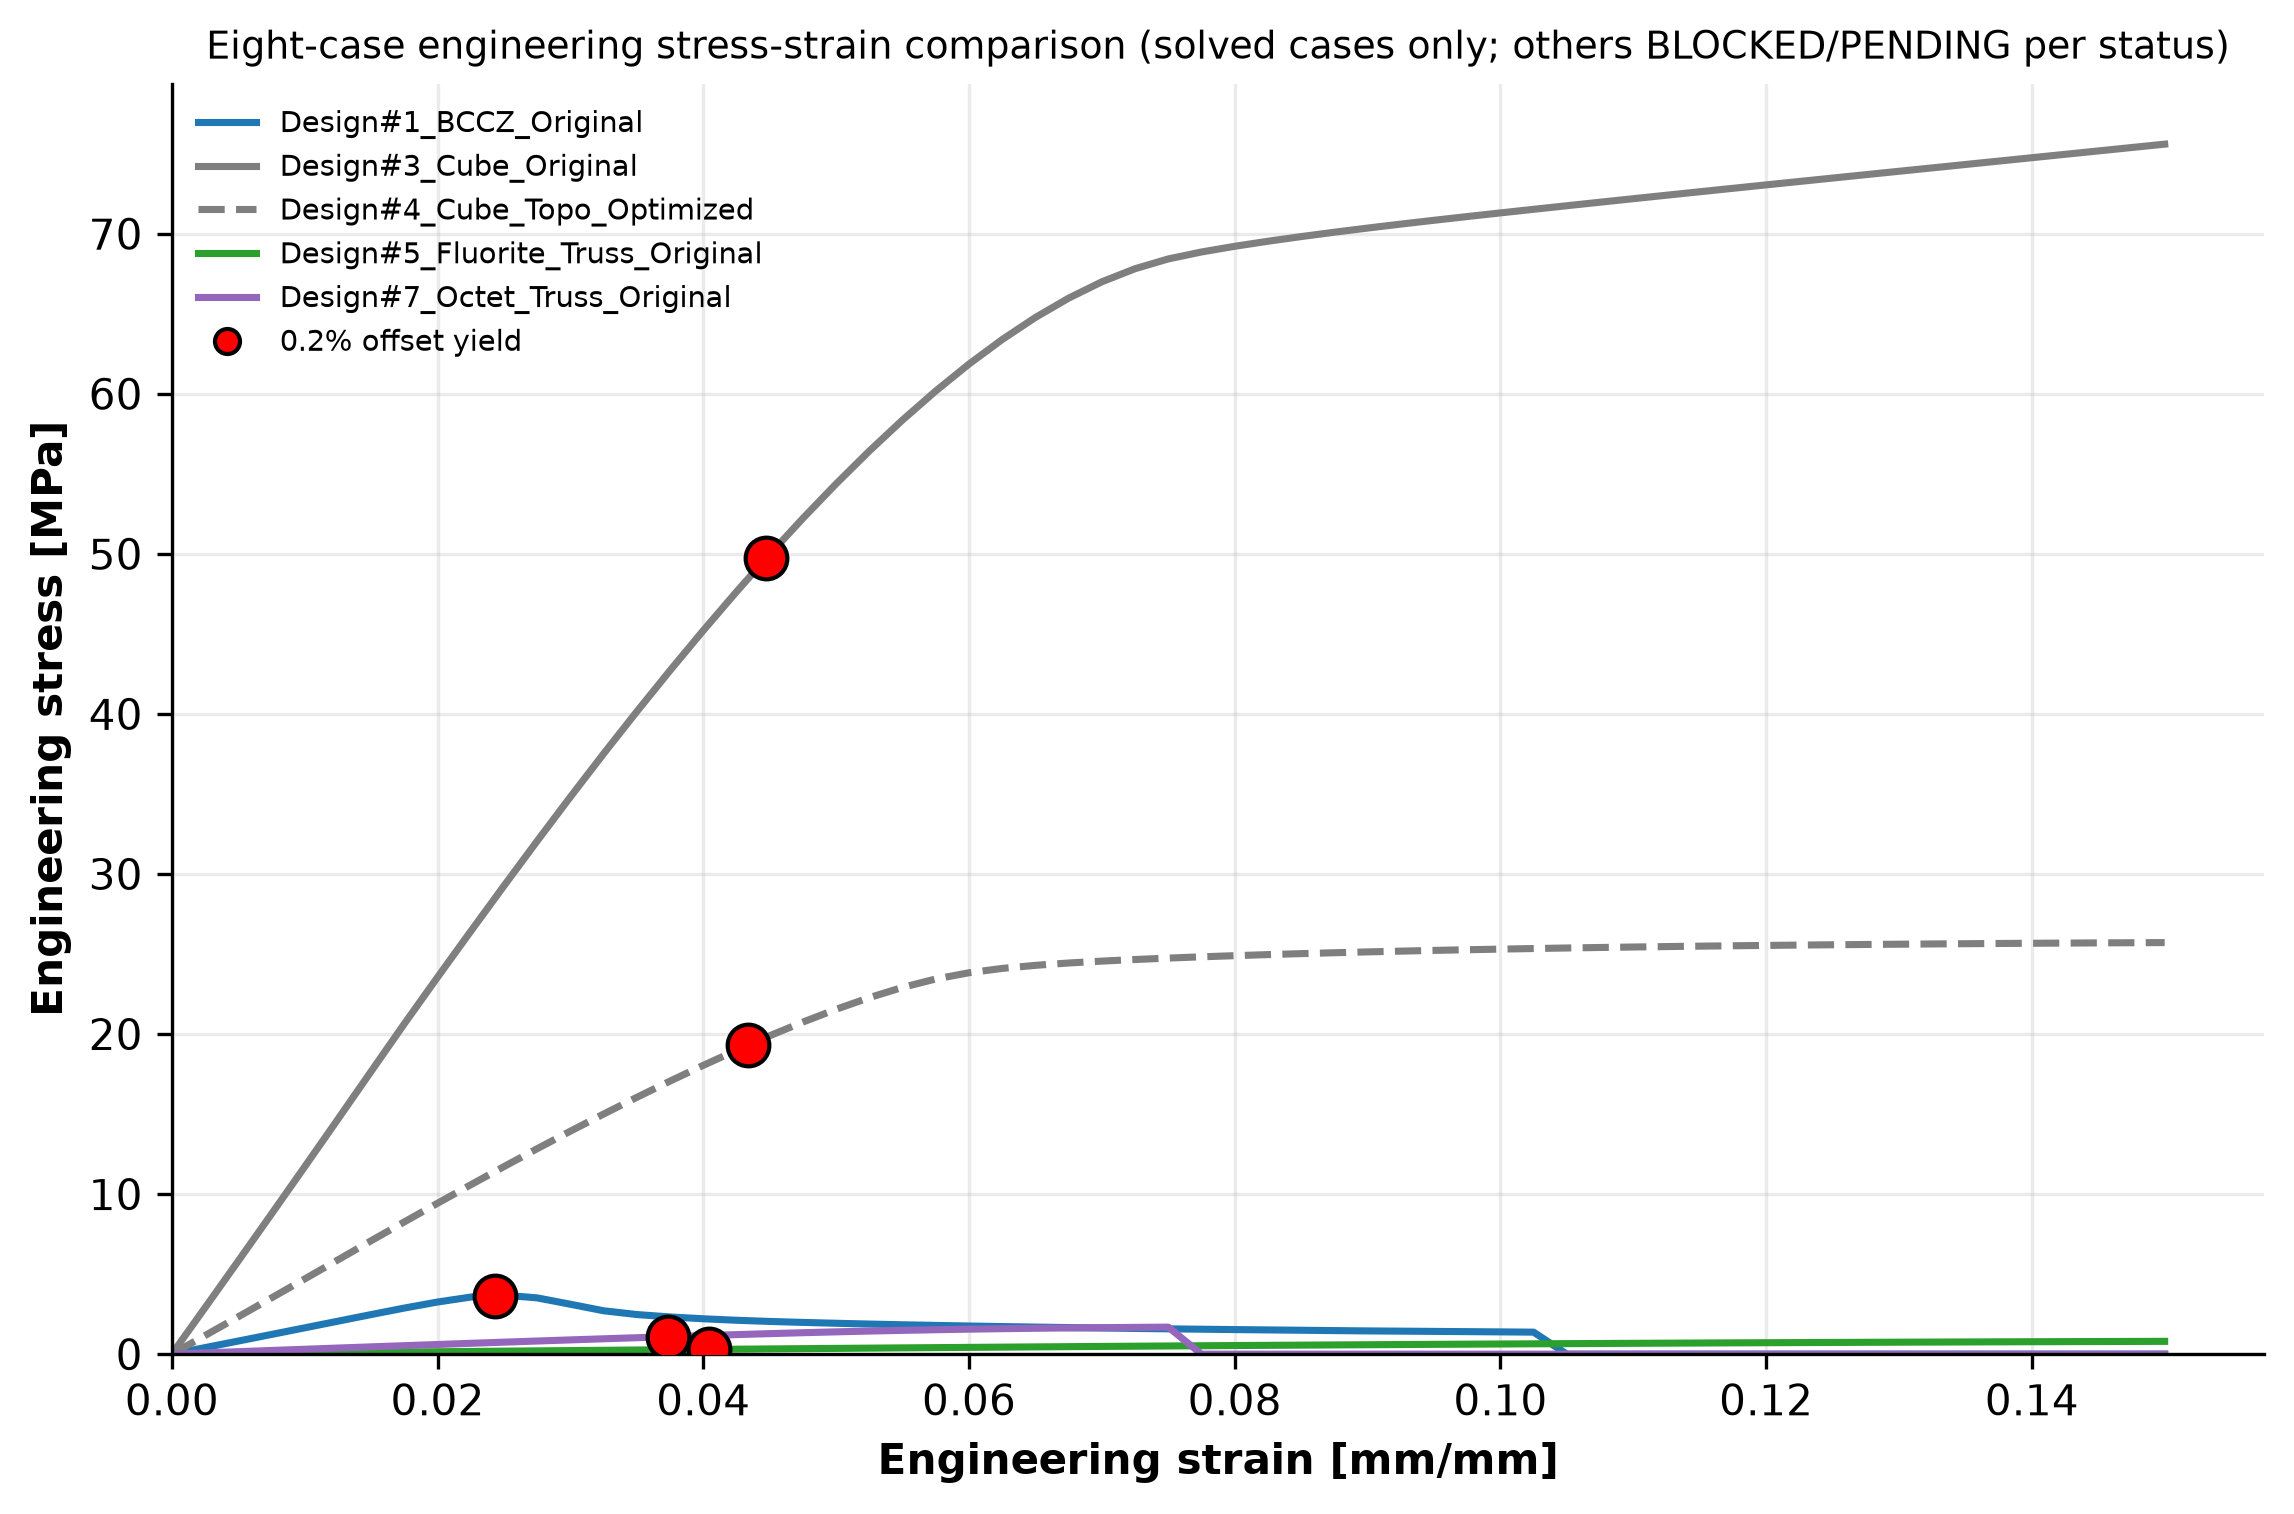 Eight-case engineering stress-strain comparison (solved cases only; others BLOCKED/PENDING per status)
Design#1_BCCZ_Original
Design#3_Cube_Original
Design#4_Cube_Topo_Optimized
Design#5_Fluorite_Truss_Original
Design#7_Octet_Truss_Original
0.2% offset yield
Engineering stress [MPa]
70
60
50
40
30
20
10
0
0.00 0.02 0.04 0.06 0.08 0.10 0.12 0.14
Engineering strain [mm/mm]